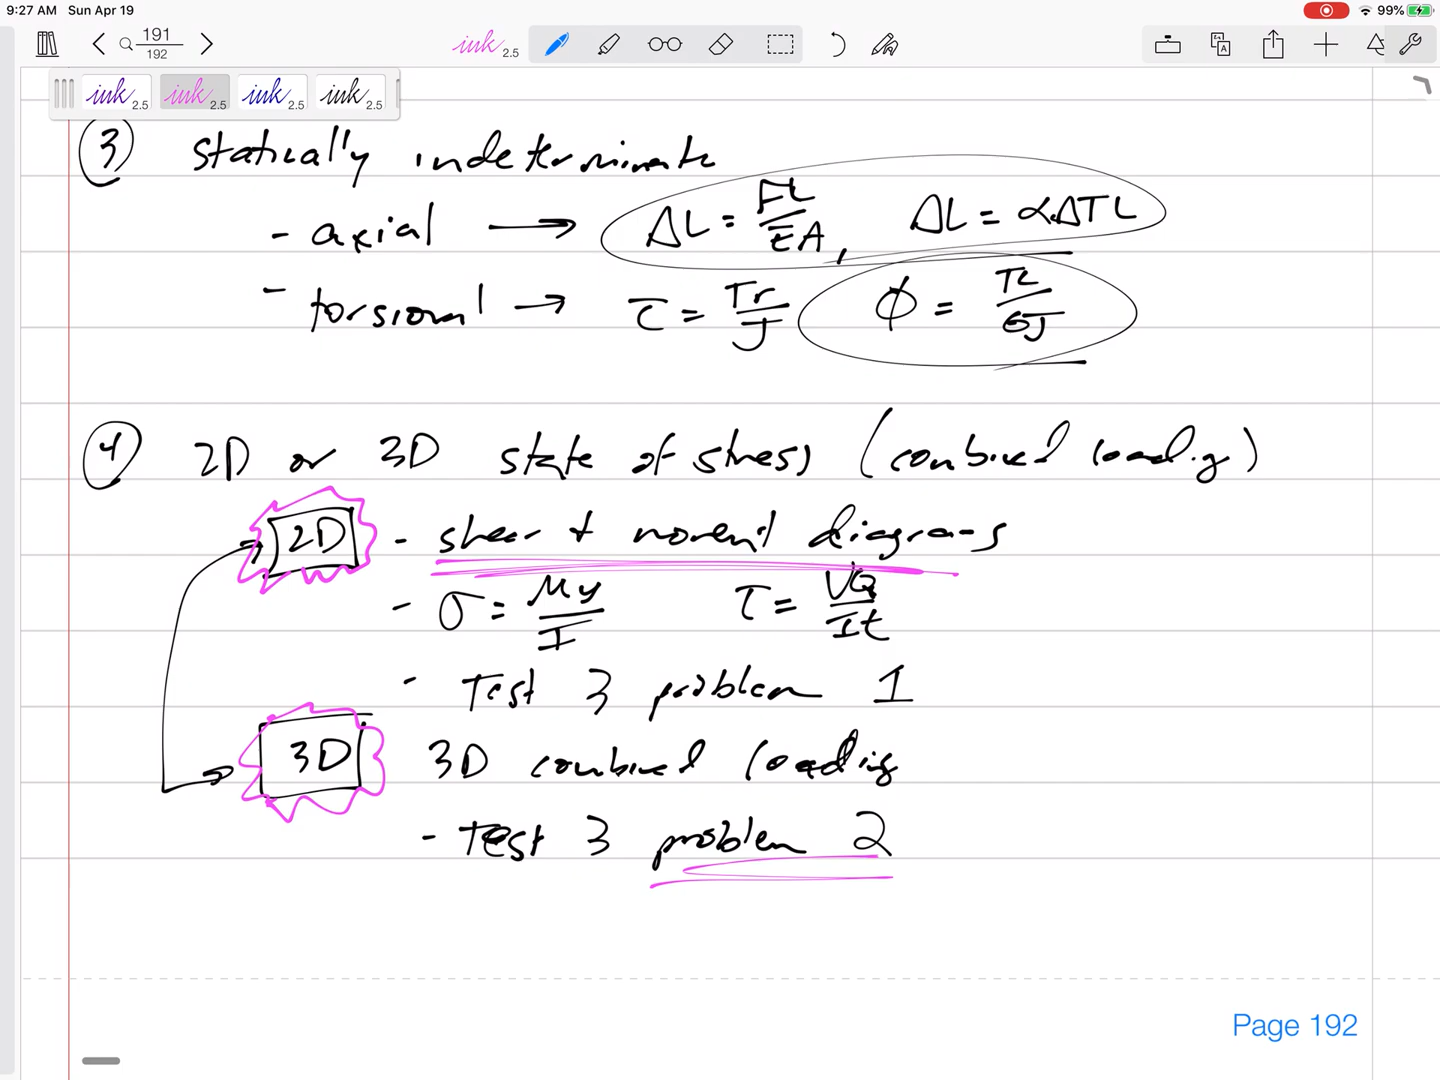 9:27 AM Sun Apr 19
99%
191
192
ink 2.5
ink 2.5 ink 2.5 ink 2.5 ink 2.5
③ statically indeterminate
- axial → ΔL = FL/EA, ΔL = αΔTL
- torsional → τ = Tr/J φ = TL/GJ
④ 2D or 3D state of stress (combined loading)
2D - shear + moment diagrams
- σ = My/I τ = VQ/It
- Test 3 problem 1
3D 3D combined loading
- Test 3 problem 2
Page 192